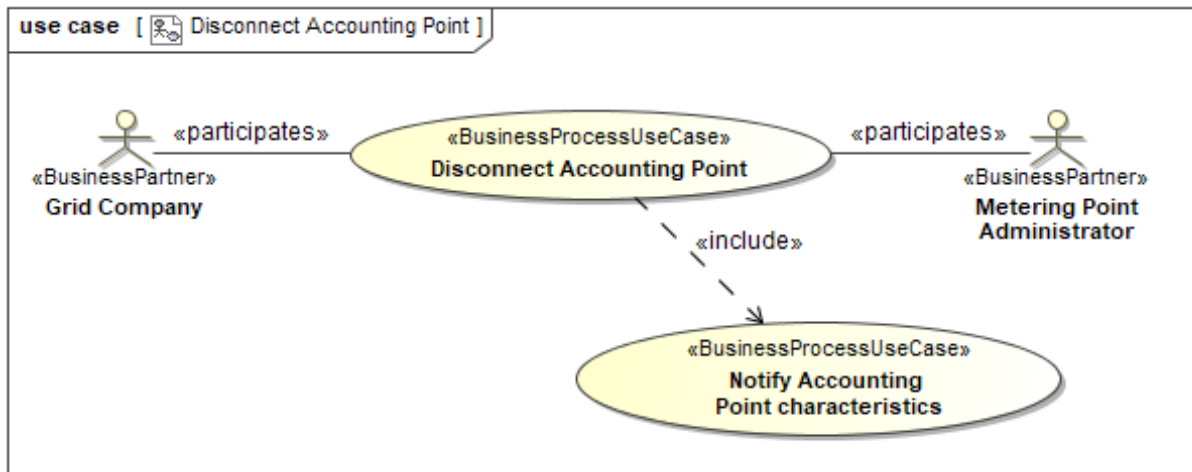 use case [ Disconnect Accounting Point ]
«participates»
«BusinessProcessUseCase»
Disconnect Accounting Point
«participates»
«BusinessPartner»
Grid Company
«BusinessPartner»
Metering Point
Administrator
«include»
«BusinessProcessUseCase»
Notify Accounting
Point characteristics